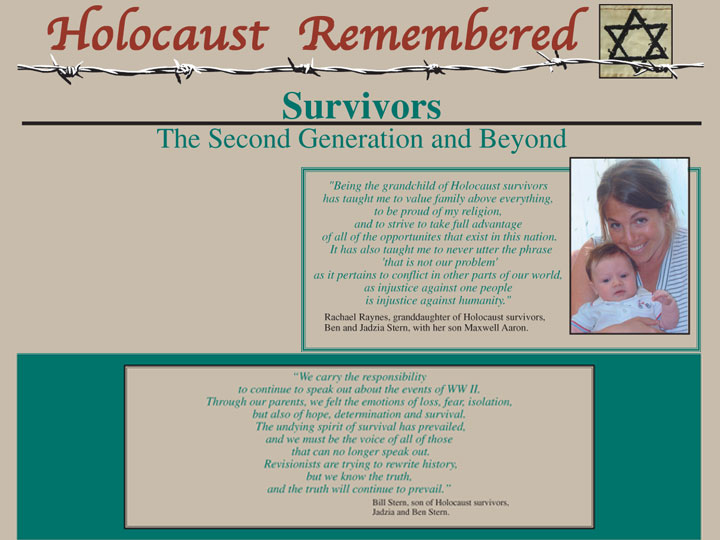 Holocaust Remembered
Survivors
The Second Generation and Beyond
"Being the grandchild of Holocaust survivors
has taught me to value family above everything,
to be proud of my religion,
and to strive to take full advantage
of all of the opportunites that exist in this nation.
It has also taught me to never utter the phrase
'that is not our problem'
as it pertains to conflict in other parts of our world,
as injustice against one people
is injustice against humanity."
Rachael Raynes, granddaughter of Holocaust survivors,
Ben and Jadzia Stern, with her son Maxwell Aaron.
"We carry the responsibility
to continue to speak out about the events of WW II.
Through our parents, we felt the emotions of loss, fear, isolation,
but also of hope, determination and survival.
The undying spirit of survival has prevailed,
and we must be the voice of all of those
that can no longer speak out.
Revisionists are trying to rewrite history,
but we know the truth,
and the truth will continue to prevail."
Bill Stern, son of Holocaust survivors,
Jadzia and Ben Stern.